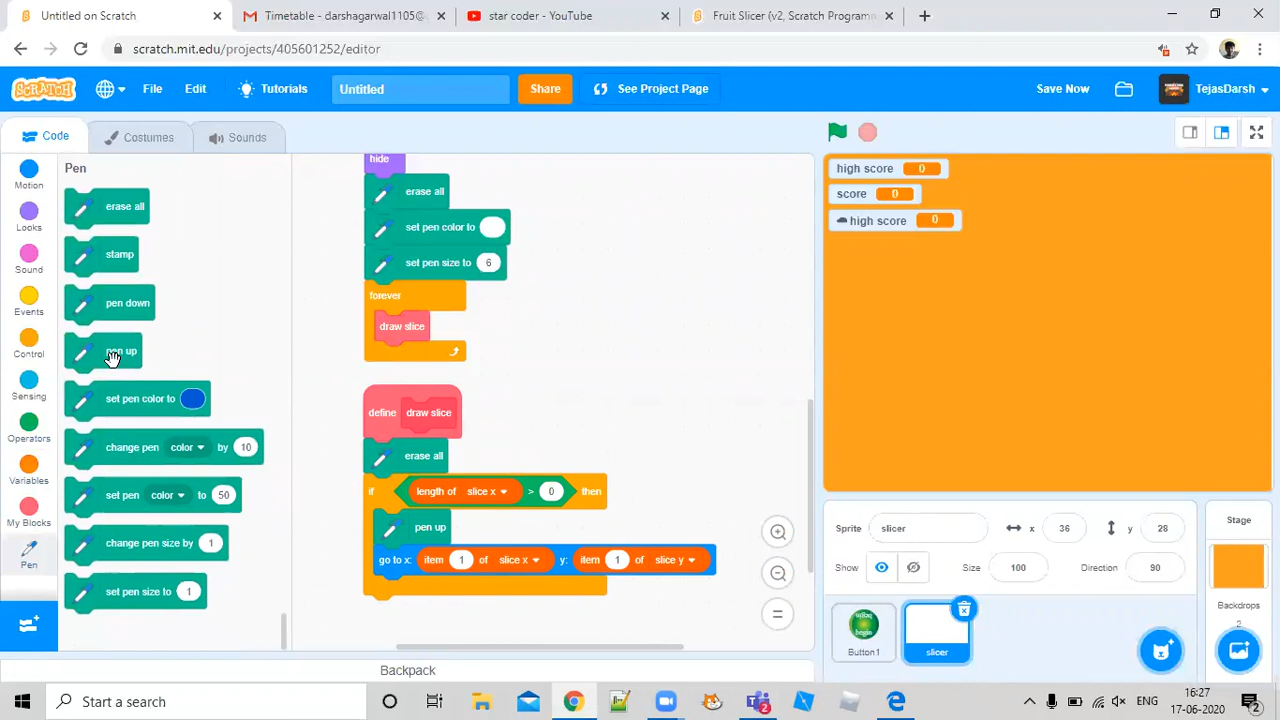 Untitled on Scratch
Timetable - darshagarwal1105@
star coder - YouTube
Fruit Slicer (v2, Scratch Programm
scratch.mit.edu/projects/405601252/editor
SCRATCH
File
Edit
Tutorials
Untitled
Share
See Project Page
Save Now
TejasDarsh
Code
Costumes
Sounds
Motion
Looks
Sound
Events
Control
Sensing
Operators
Variables
My Blocks
Pen
Pen
erase all
stamp
pen down
pen up
set pen color to
change pen color by 10
set pen color to 50
change pen size by 1
set pen size to 1
hide
erase all
set pen color to
set pen size to 6
forever
draw slice
define draw slice
erase all
if length of slice x > 0 then
pen up
go to x: item 1 of slice x y: item 1 of slice y
high score 0
score 0
high score 0
Sprite slicer x 36 y 28
Show Size 100 Direction 90
Button1
slicer
Stage
Backdrops
2
Backpack
Start a search
2
ENG
16:27
17-06-2020
2